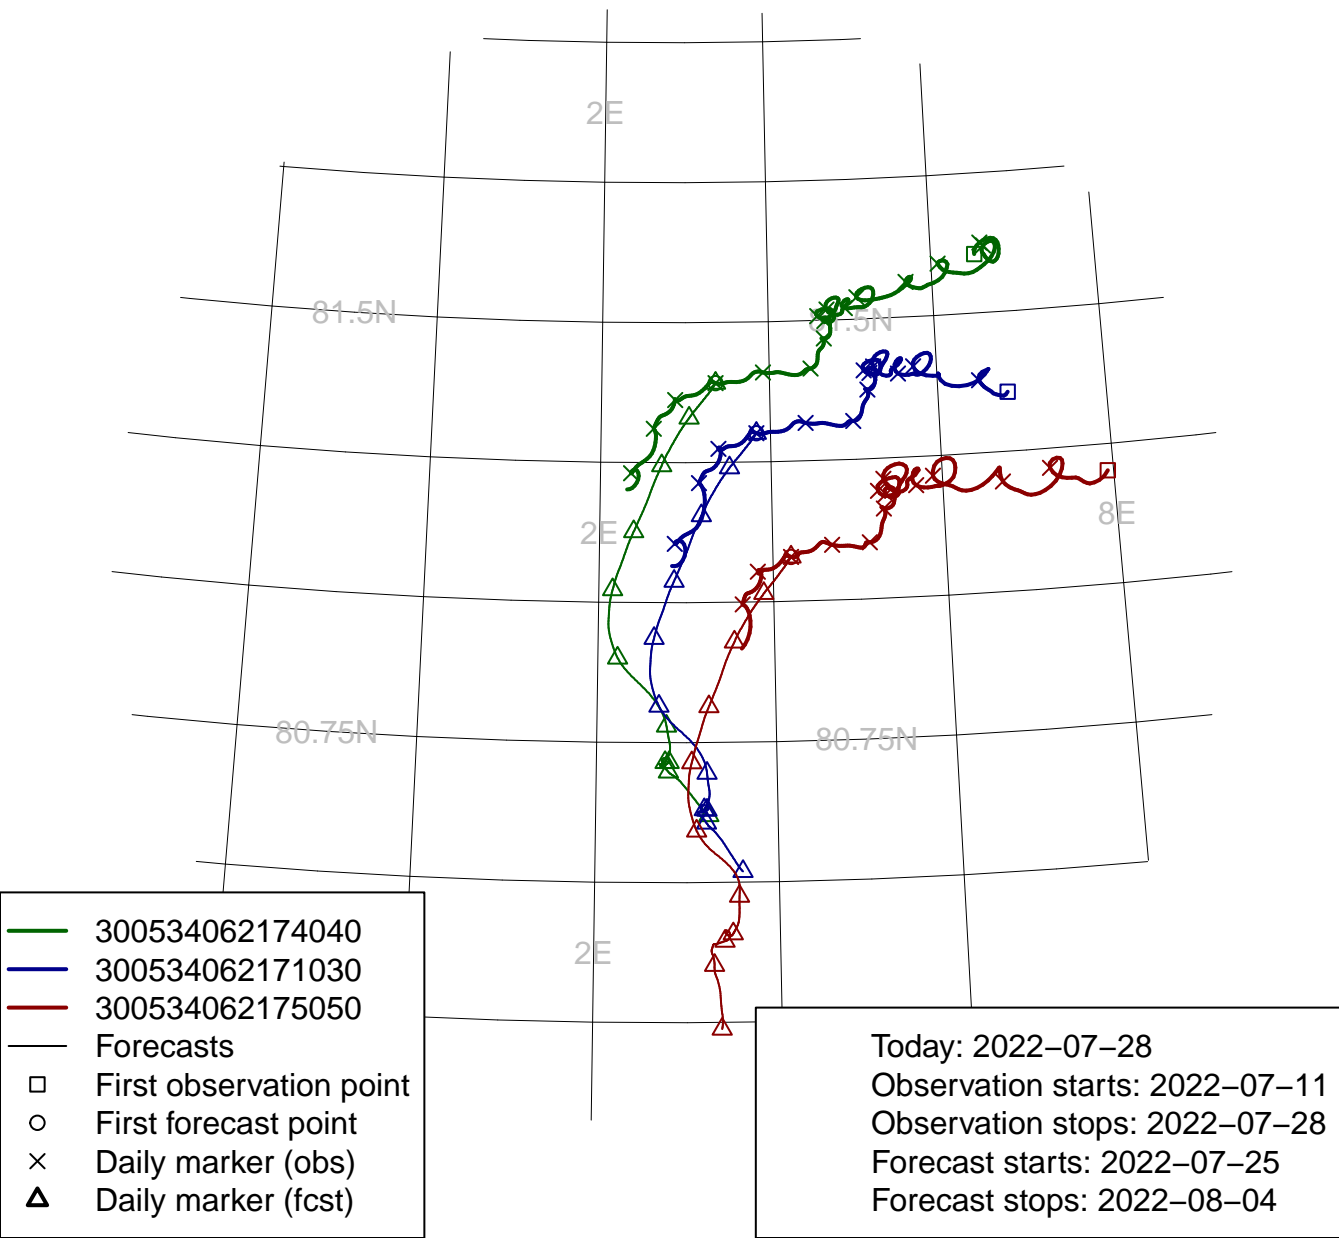 2E
81.5N
81.5N
2E
8E
80.75N
80.75N
2E
300534062174040
300534062171030
300534062175050
Forecasts
First observation point
First forecast point
Daily marker (obs)
Daily marker (fcst)
Today: 2022−07−28
Observation starts: 2022−07−11
Observation stops: 2022−07−28
Forecast starts: 2022−07−25
Forecast stops: 2022−08−04